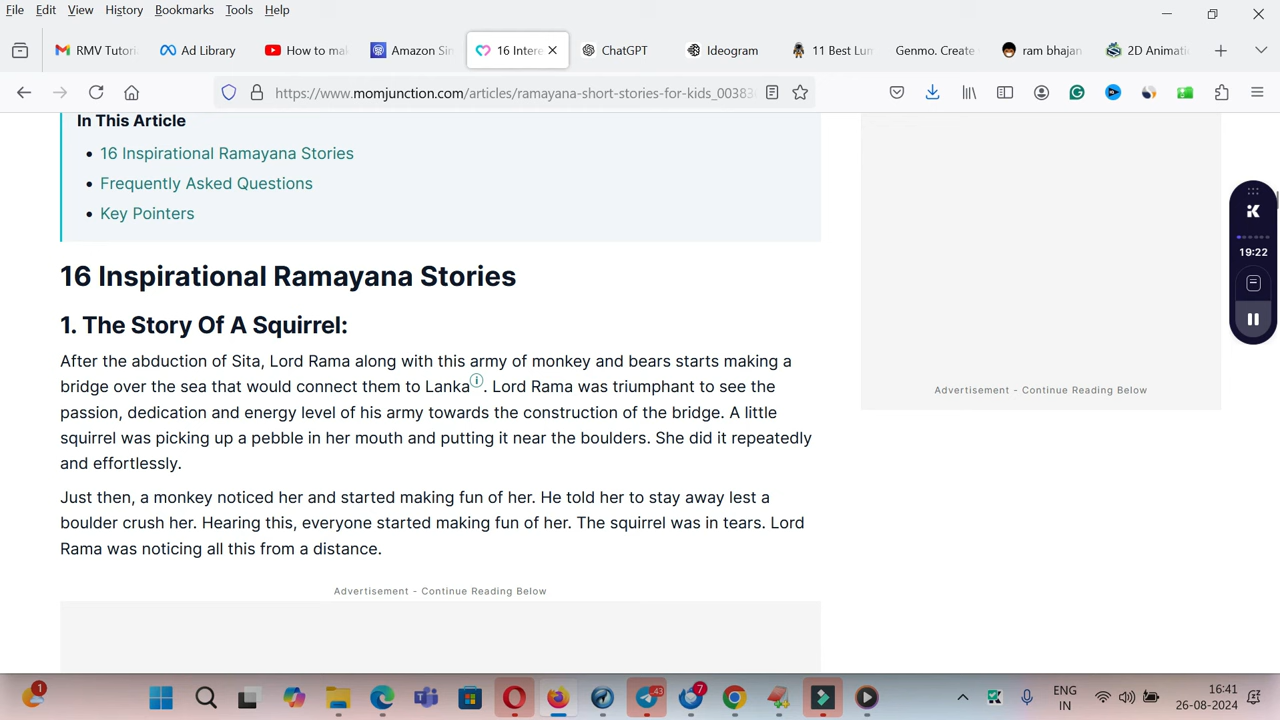 File Edit View History Bookmarks Tools Help
RMV Tutori
Ad Library
How to mak
Amazon Sin
16 Intere
ChatGPT
Ideogram
11 Best Lum
Genmo. Create
ram bhajan
2D Animati
https://www.momjunction.com/articles/ramayana-short-stories-for-kids_00383
In This Article
16 Inspirational Ramayana Stories
Frequently Asked Questions
Key Pointers
16 Inspirational Ramayana Stories
1. The Story Of A Squirrel:
After the abduction of Sita, Lord Rama along with this army of monkey and bears starts making a
bridge over the sea that would connect them to Lanka. Lord Rama was triumphant to see the
passion, dedication and energy level of his army towards the construction of the bridge. A little
squirrel was picking up a pebble in her mouth and putting it near the boulders. She did it repeatedly
and effortlessly.
Just then, a monkey noticed her and started making fun of her. He told her to stay away lest a
boulder crush her. Hearing this, everyone started making fun of her. The squirrel was in tears. Lord
Rama was noticing all this from a distance.
Advertisement - Continue Reading Below
Advertisement - Continue Reading Below
19:22
1
43
7
ENG
IN
16:41
26-08-2024